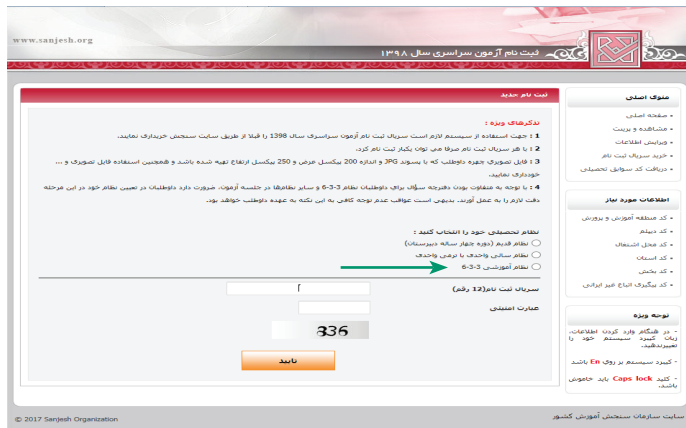 www.sanjesh.org
ثبت نام آزمون سراسری سال ۱۳۹۸
منوی اصلی
صفحه اصلی
مشاهده و پرینت
ویرایش اطلاعات
خرید سریال ثبت نام
دریافت کد سوابق تحصیلی
اطلاعات مورد نیاز
کد منطقه آموزش و پرورش
کد دیپلم
کد محل اشتغال
کد استان
کد بخش
کد پیگیری اتباع غیر ایرانی
توجه ویژه
- در هنگام وارد کردن اطلاعات،
زبان کیبرد سیستم خود را
تغییرندهید.
- کیبرد سیستم بر روی En باشد
- کلید Caps lock باید خاموش
باشد.
ثبت نام جدید
تذکرهای ویژه :
1 : جهت استفاده از سیستم لازم است سریال ثبت نام آزمون سراسری سال 1398 را قبلا از طریق سایت سنجش خریداری نمایند.
2 : با هر سریال ثبت نام صرفا می توان یکبار ثبت نام کرد.
3 : فایل تصویری چهره داوطلب که با پسوند JPG و اندازه 200 پیکسل عرض و 250 پیکسل ارتفاع تهیه شده باشد و همچنین استفاده فایل تصویری و ...
خودداری نمایید.
4 : با توجه به متفاوت بودن دفترچه سؤال برای داوطلبان نظام 3-3-6 و سایر نظامها در جلسه آزمون، ضرورت دارد داوطلبان در تعیین نظام خود در این مرحله
دقت لازم را به عمل آورند. بدیهی است عواقب عدم توجه کافی به این نکته به عهده داوطلب خواهد بود.
نظام تحصیلی خود را انتخاب کنید :
نظام قدیم (دوره چهار ساله دبیرستان)
نظام سالی واحدی یا ترمی واحدی
نظام آموزشی 3-3-6
سریال ثبت نام(12 رقم)
عبارت امنیتی
836
تایید
سایت سازمان سنجش آموزش کشور
© 2017 Sanjesh Organization